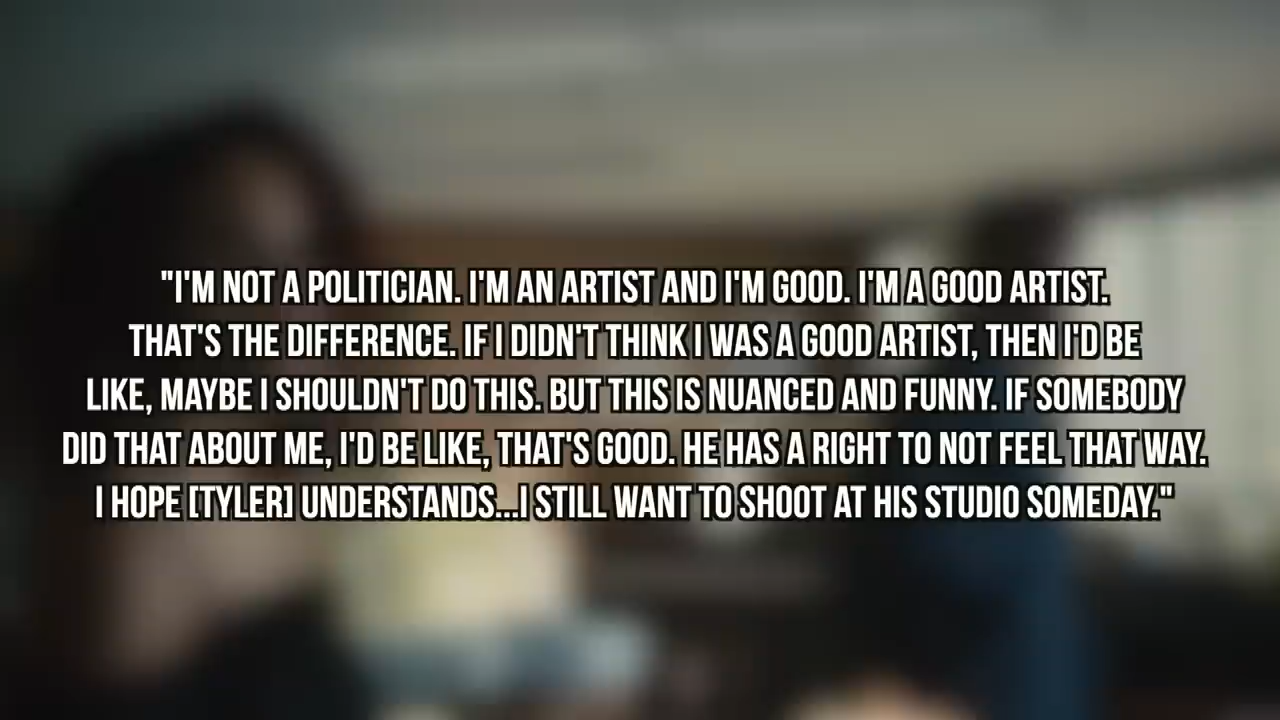 "I'M NOT A POLITICIAN. I'M AN ARTIST AND I'M GOOD. I'M A GOOD ARTIST.
THAT'S THE DIFFERENCE. IF I DIDN'T THINK I WAS A GOOD ARTIST, THEN I'D BE
LIKE, MAYBE I SHOULDN'T DO THIS. BUT THIS IS NUANCED AND FUNNY. IF SOMEBODY
DID THAT ABOUT ME, I'D BE LIKE, THAT'S GOOD. HE HAS A RIGHT TO NOT FEEL THAT WAY.
I HOPE [TYLER] UNDERSTANDS...I STILL WANT TO SHOOT AT HIS STUDIO SOMEDAY."